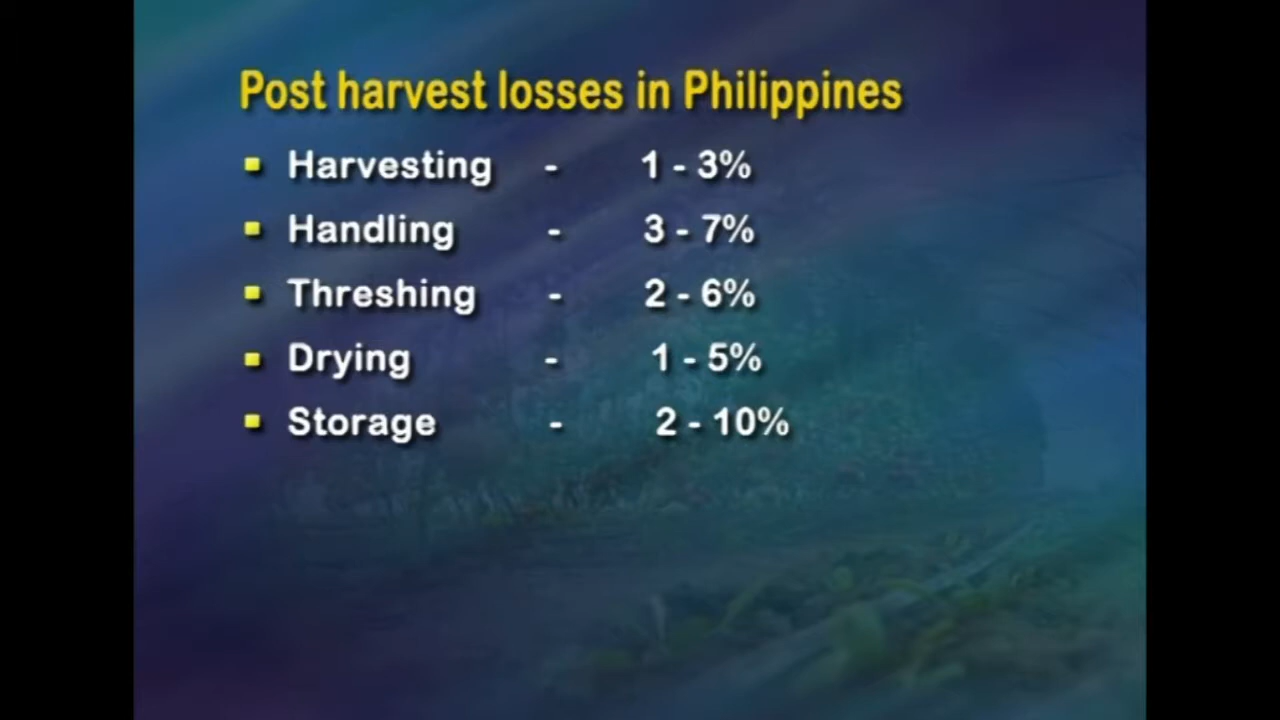 Post harvest losses in Philippines
Harvesting - 1 - 3%
Handling - 3 - 7%
Threshing - 2 - 6%
Drying - 1 - 5%
Storage - 2 - 10%